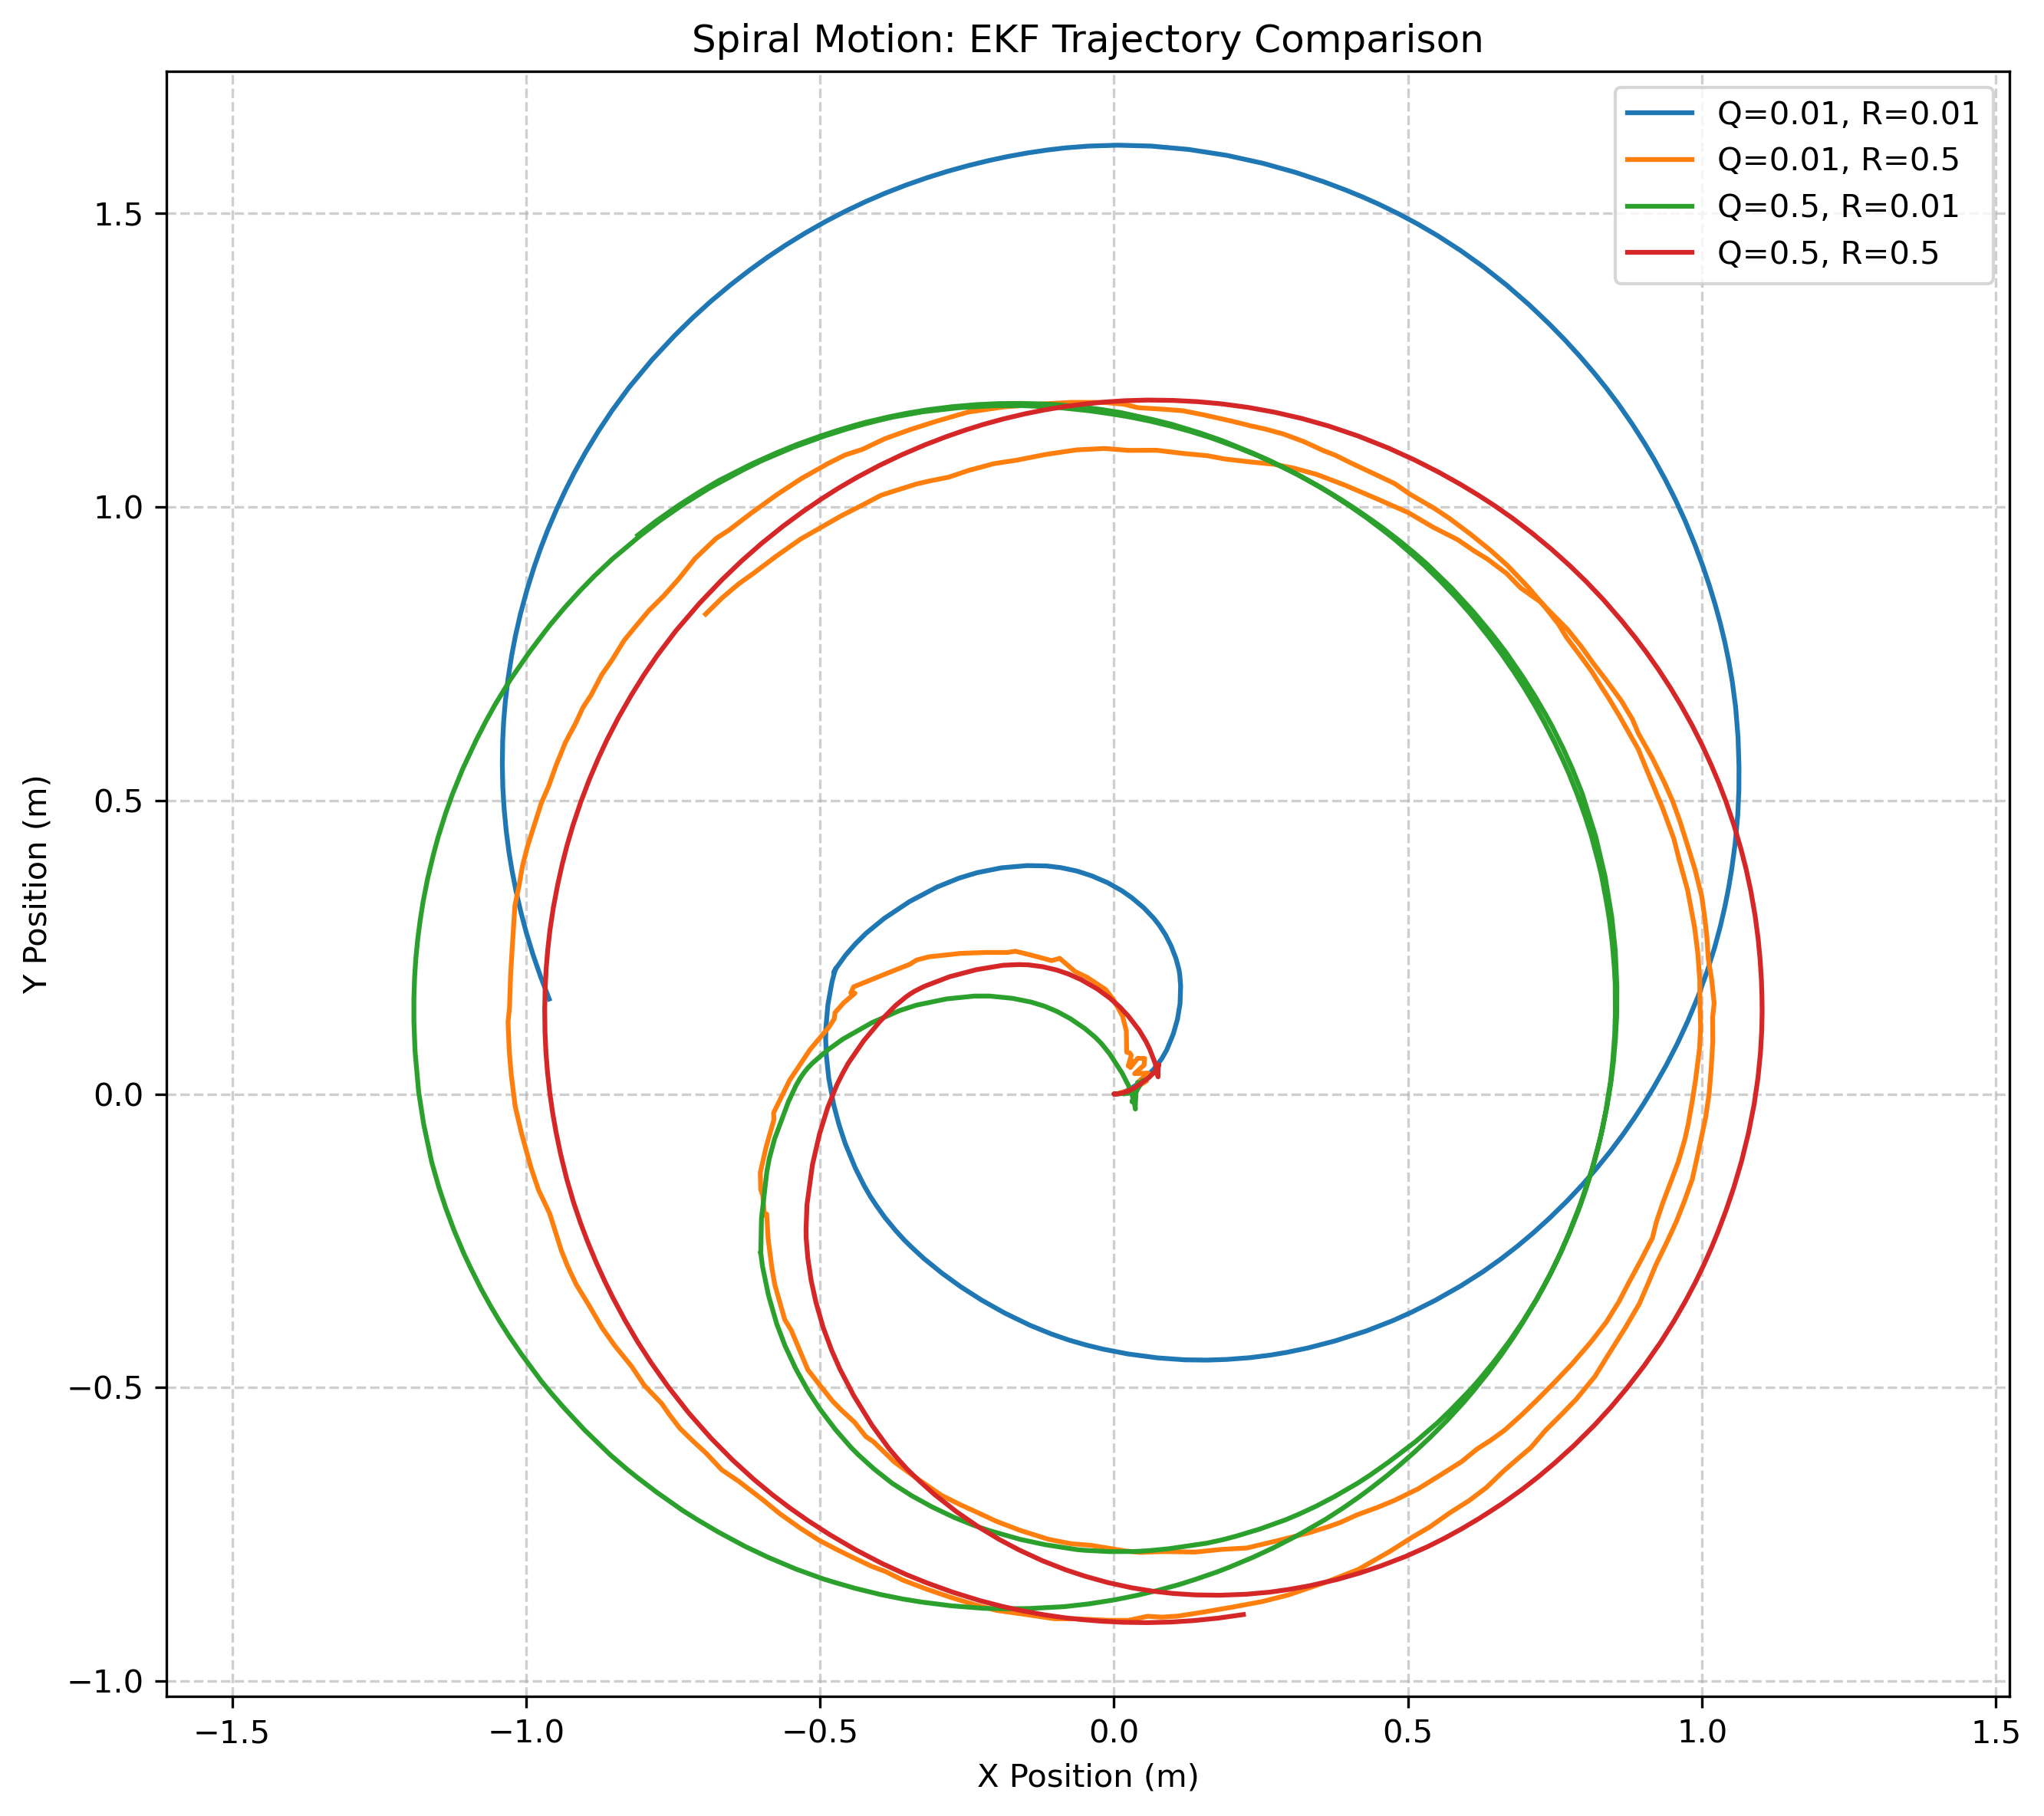 Spiral Motion: EKF Trajectory Comparison
Q=0.01, R=0.01
Q=0.01, R=0.5
Q=0.5, R=0.01
Q=0.5, R=0.5
Y Position (m)
1.5
1.0
0.5
0.0
−0.5
−1.0
−1.5 −1.0 −0.5 0.0 0.5 1.0 1.5
X Position (m)